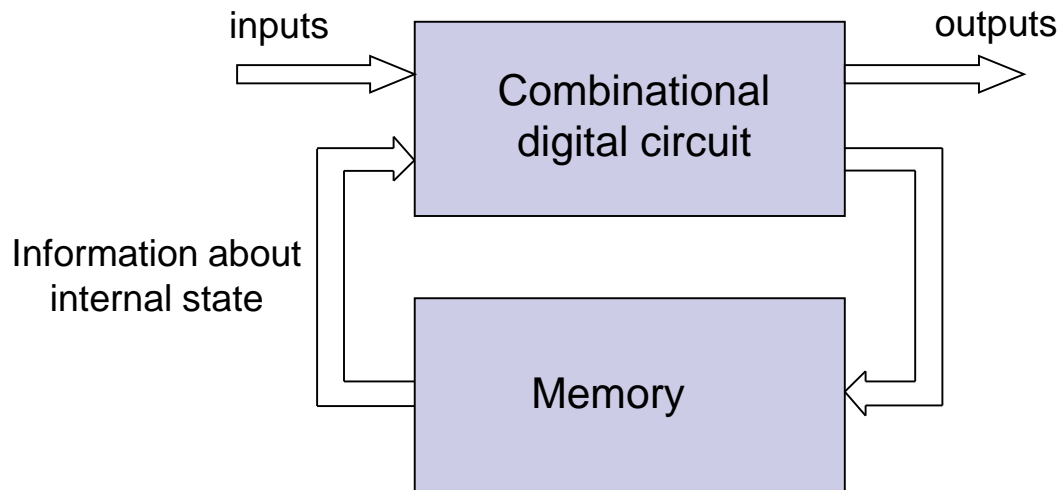 inputs
outputs
Combinational
digital circuit
Information about
internal state
Memory